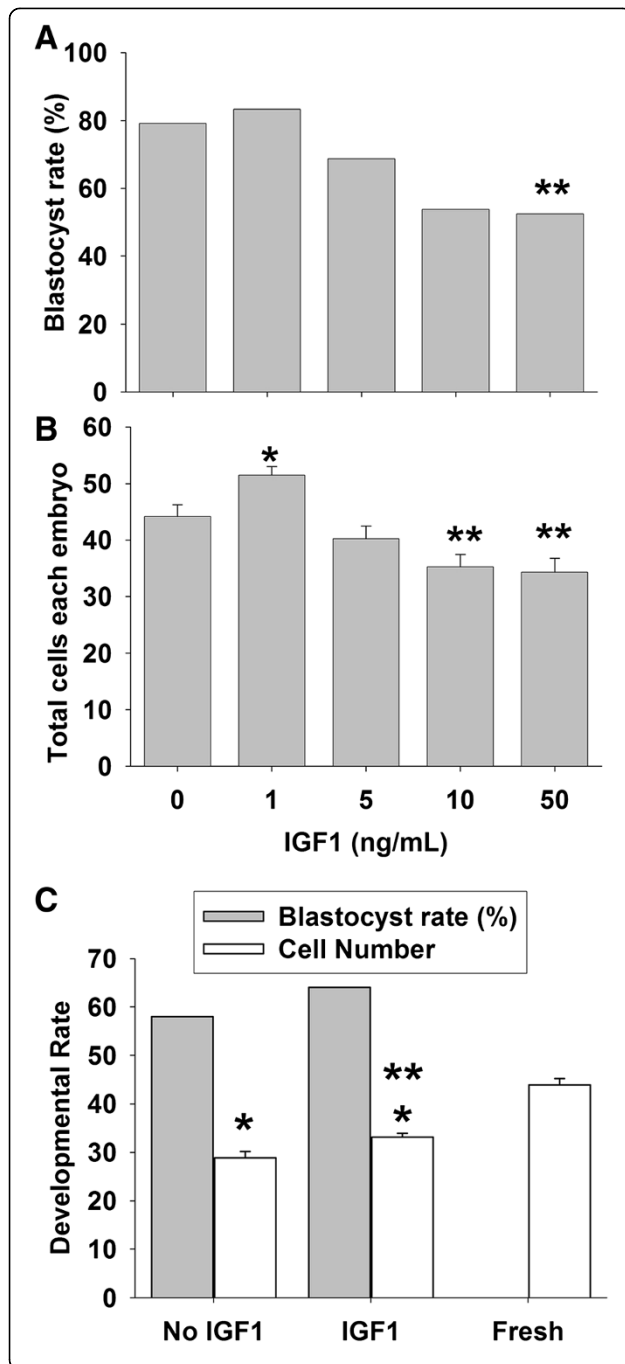 A
Blastocyst rate (%)
100
80
60
40
20
0
**
B
Total cells each embryo
60
50
40
30
20
10
0
*
**
**
0 1 5 10 50
IGF1 (ng/mL)
C
Blastocyst rate (%)
Cell Number
Developmental Rate
70
60
50
40
30
20
10
0
*
**
*
No IGF1 IGF1 Fresh